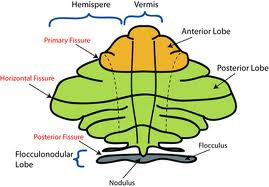 Hemispere
Vermis
Primary Fissure
Anterior Lobe
Horizontal Fissure
Posterior Lobe
Posterior Fissure
Flocculonodular
Lobe
Flocculus
Nodulus